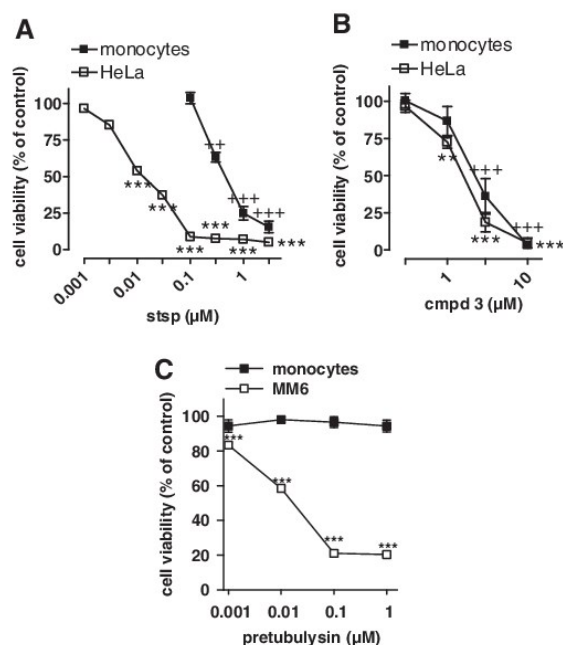 A
monocytes
HeLa
cell viability (% of control)
100
75
50
25
0
++
+++
+++
***
***
***
***
***
***
0.001
0.01
0.1
1
stsp (µM)
B
monocytes
HeLa
cell viability (% of control)
100
75
50
25
0
**
+++
***
+++
***
1
10
cmpd 3 (µM)
C
monocytes
MM6
cell viability (% of control)
100
80
60
40
20
0
***
***
***
***
0.001
0.01
0.1
1
pretubulysin (µM)